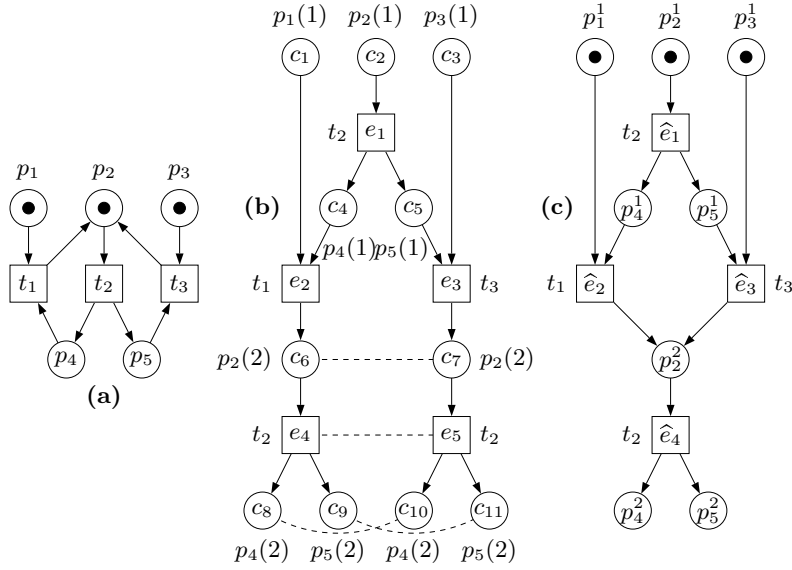 p₁(1) p₂(1) p₃(1) p₁¹ p₂¹ p₃¹
c₁ c₂ c₃
t₂ e₁ t₂ ê₁
p₁ p₂ p₃
(b) c₄ c₅ (c) p₄¹ p₅¹
p₄(1) p₅(1)
t₁ t₂ t₃ t₁ e₂ e₃ t₃ t₁ ê₂ ê₃ t₃
p₄ p₅ p₂(2) c₆ c₇ p₂(2) p₂²
(a)
t₂ e₄ e₅ t₂ t₂ ê₄
c₈ c₉ c₁₀ c₁₁ p₄² p₅²
p₄(2) p₅(2) p₄(2) p₅(2)